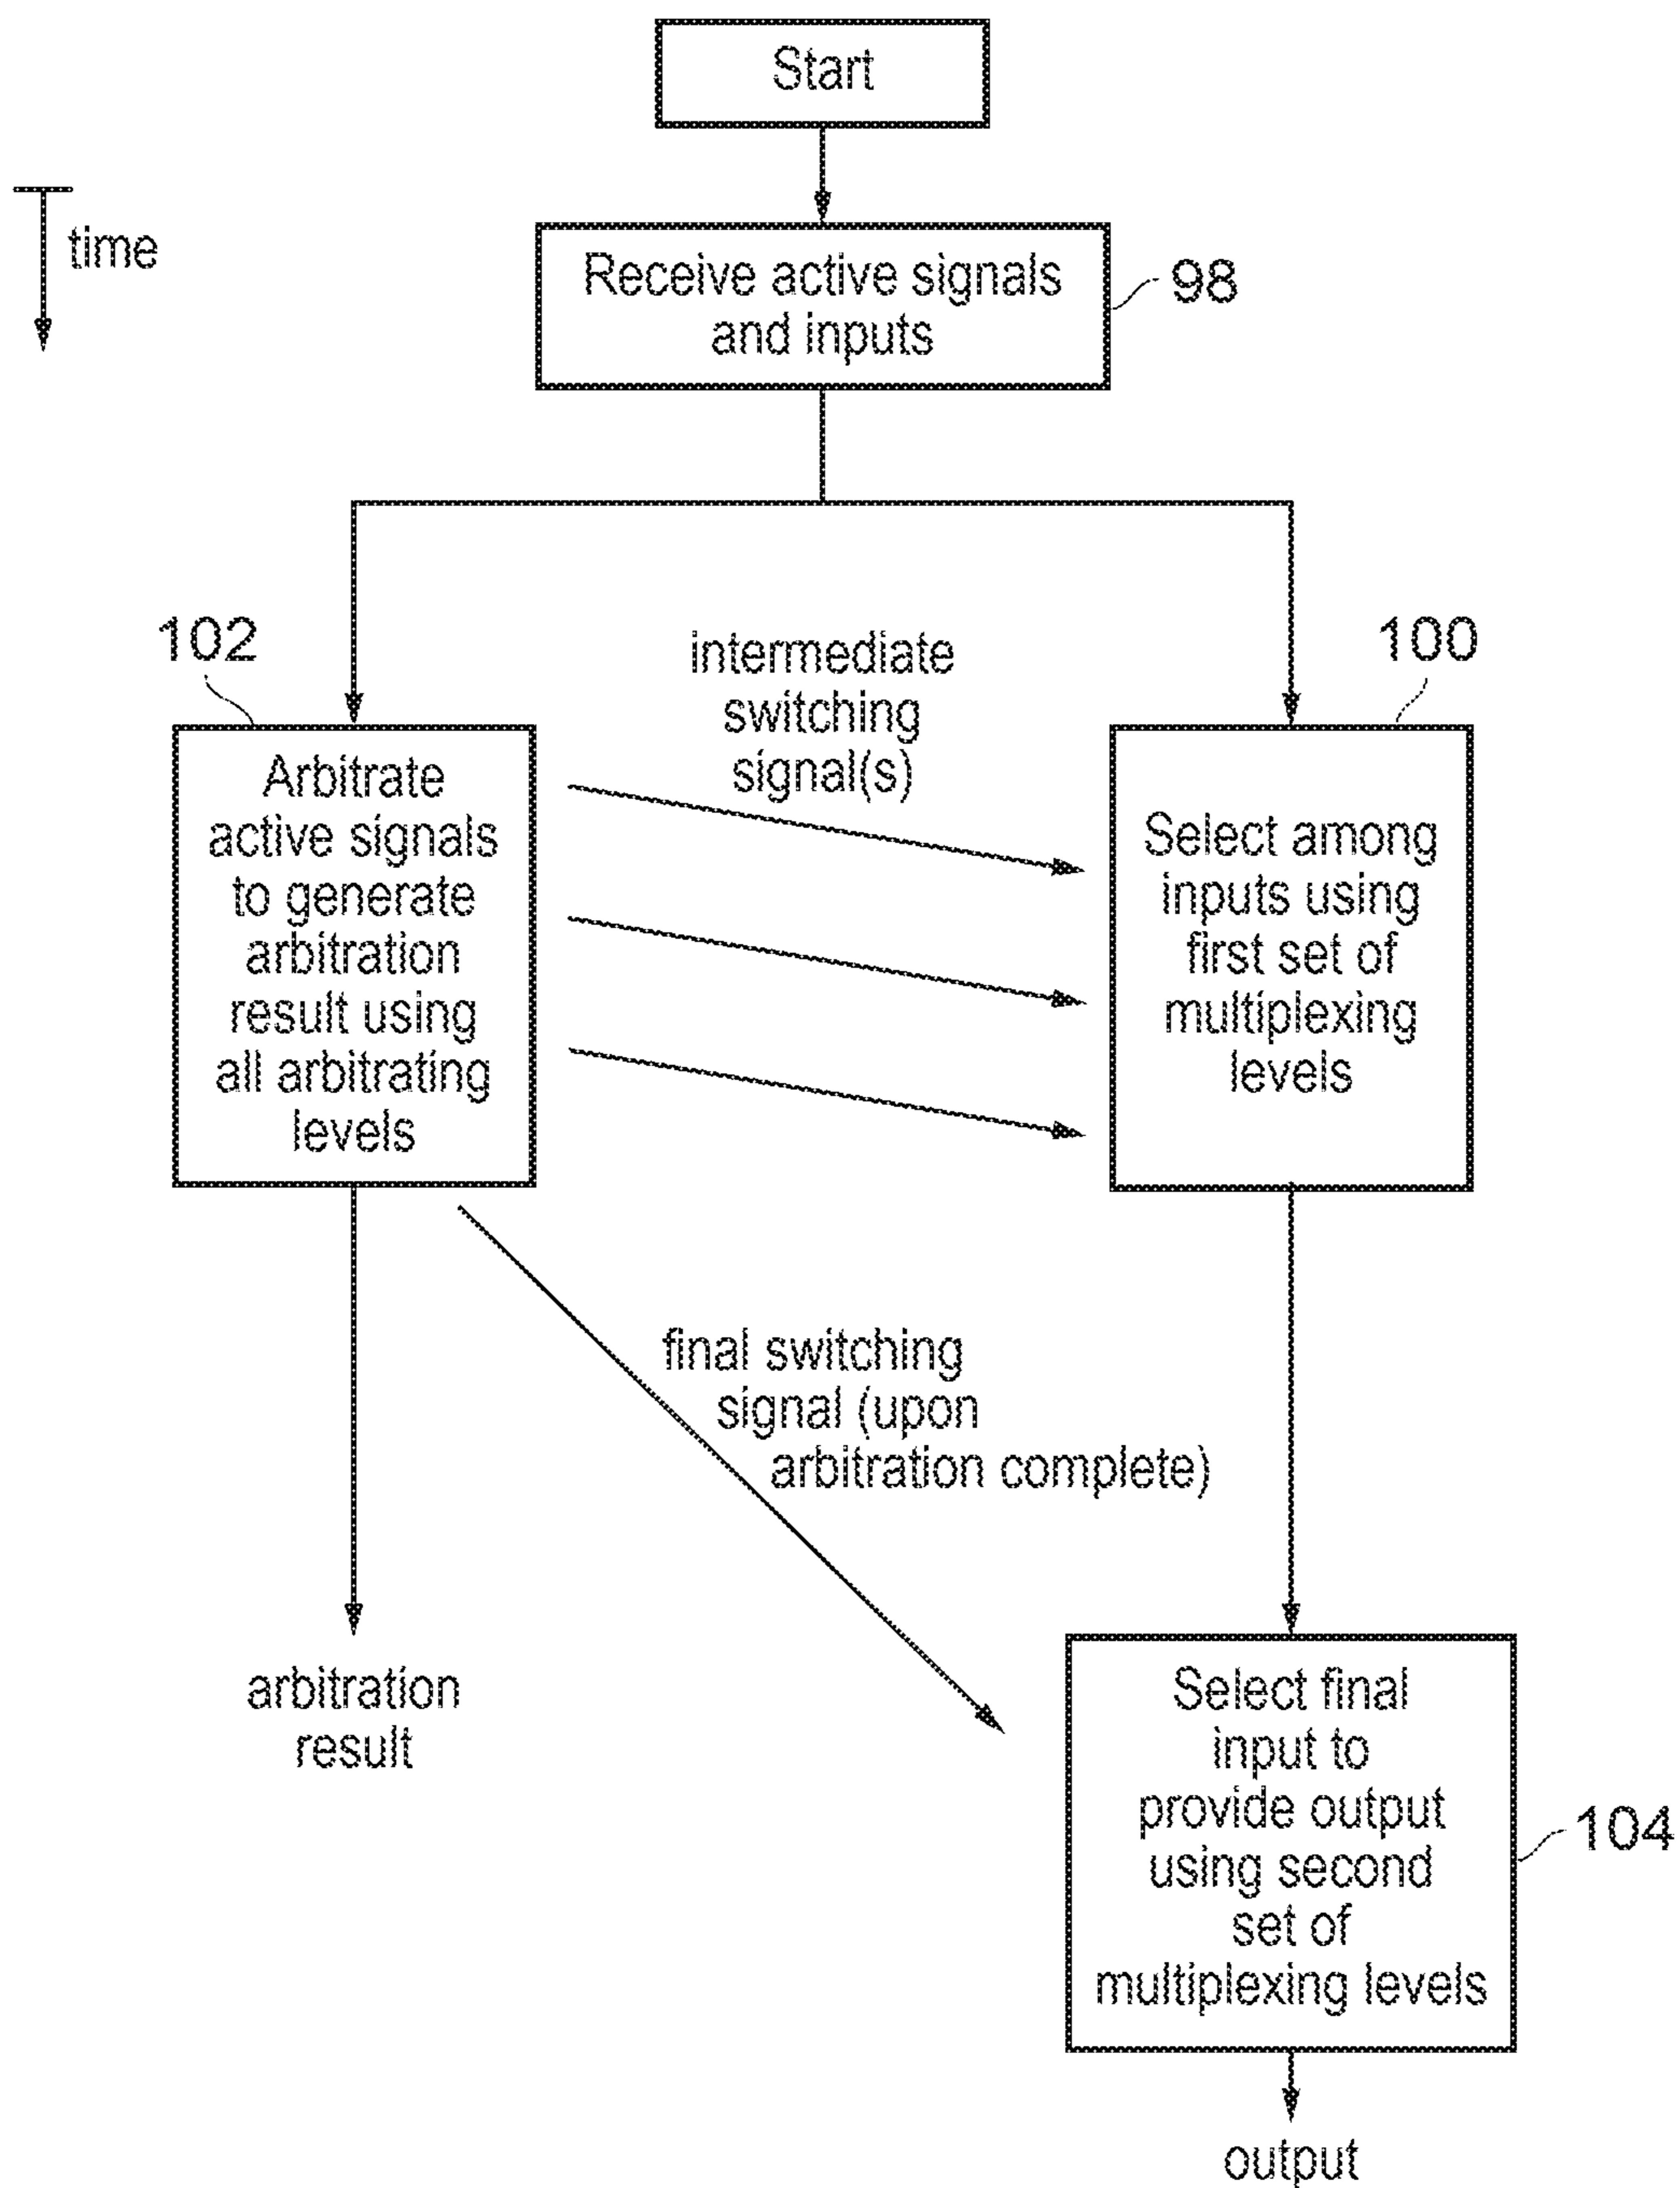 Start
time
Receive active signals
and inputs
98
102
Arbitrate
active signals
to generate
arbitration
result using
all arbitrating
levels
intermediate
switching
signal(s)
100
Select among
inputs using
first set of
multiplexing
levels
final switching
signal (upon
arbitration complete)
arbitration
result
Select final
input to
provide output
using second
set of
multiplexing levels
104
output